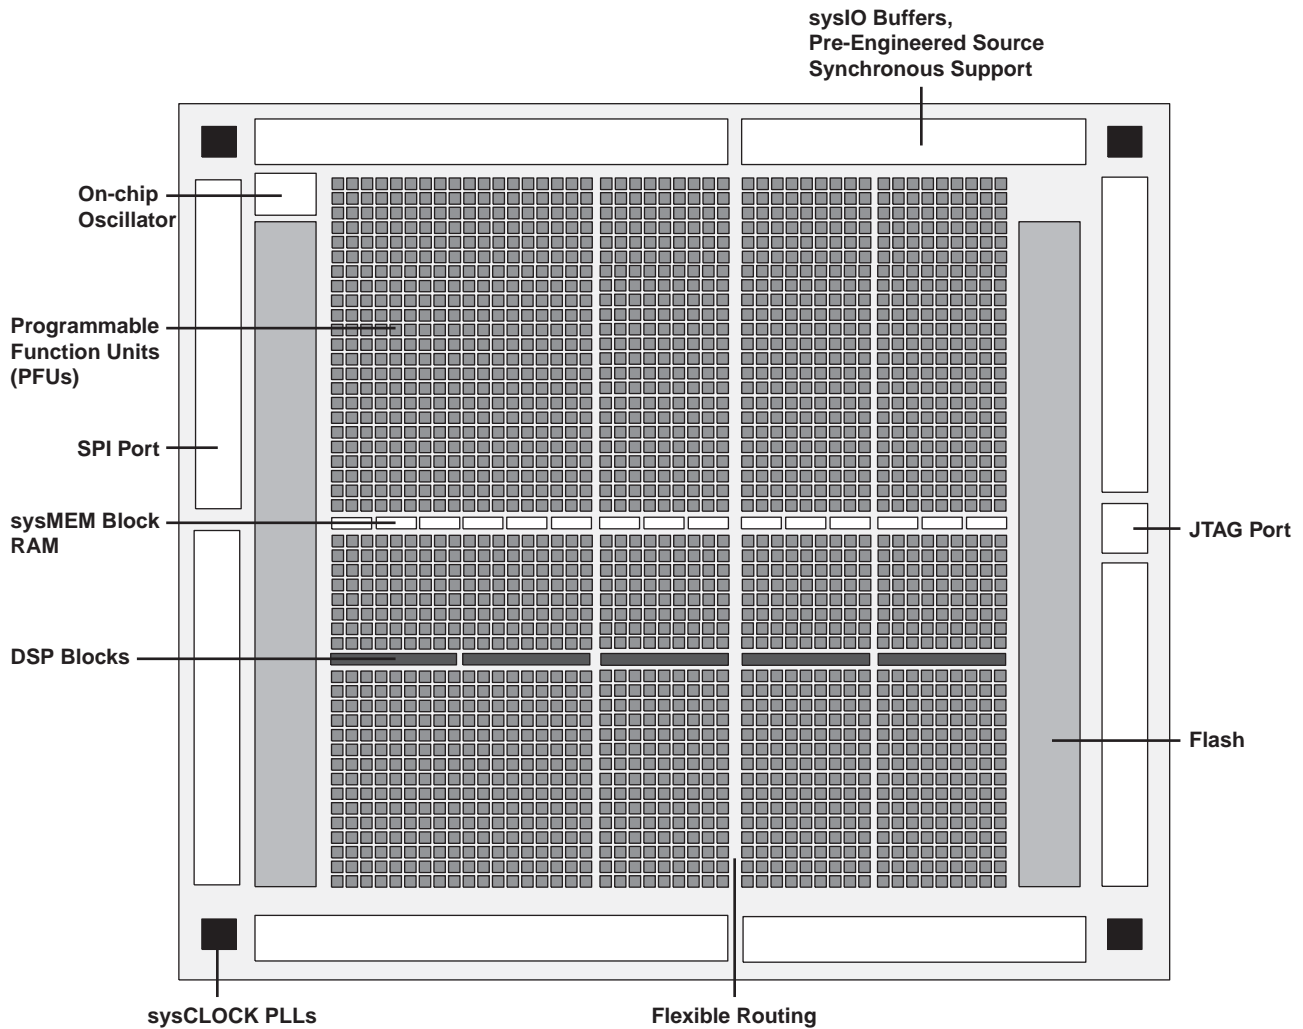 sysIO Buffers,
Pre-Engineered Source
Synchronous Support
On-chip
Oscillator
Programmable
Function Units
(PFUs)
SPI Port
sysMEM Block
RAM
JTAG Port
DSP Blocks
Flash
sysCLOCK PLLs
Flexible Routing